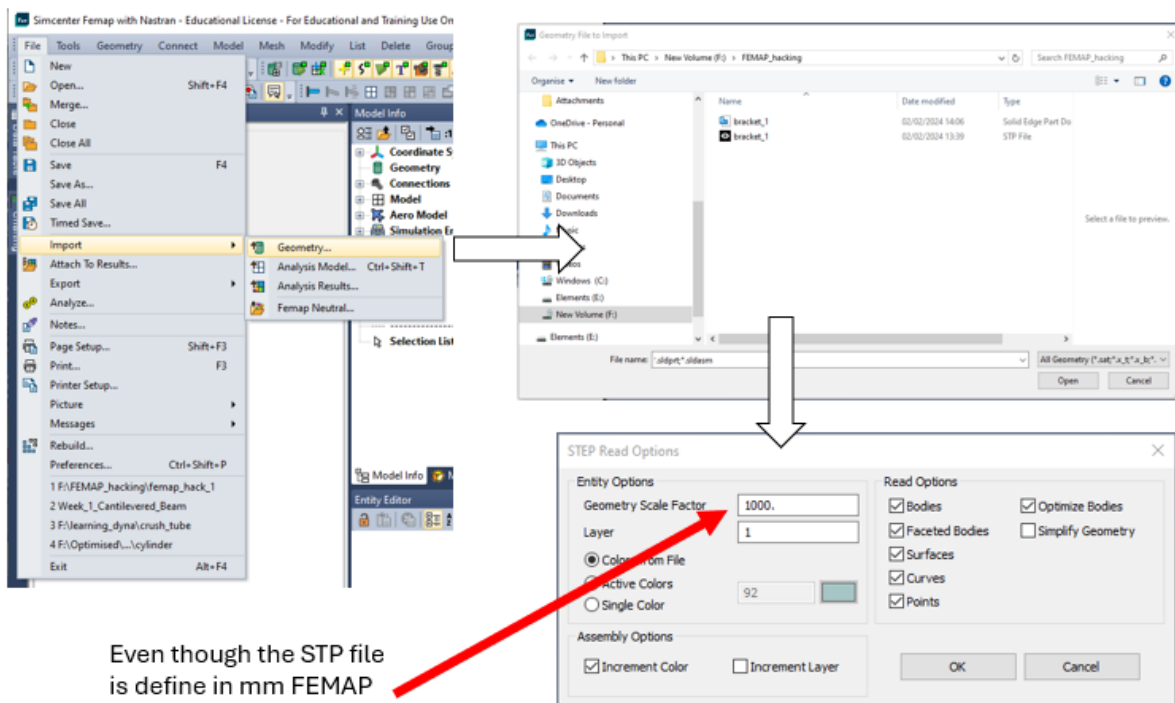 Simcenter Femap with Nastran - Educational License - For Educational and Training Use On
File Tools Geometry Connect Model Mesh Modify List Delete Group
New
Open... Shift+F4
Merge...
Close
Close All
Save F4
Save As...
Save All
Timed Save...
Import
Attach To Results...
Export
Analyze...
Notes...
Page Setup... Shift+F3
Print... F3
Printer Setup...
Picture
Messages
Rebuild...
Preferences... Ctrl+Shift+P
1 F:\FEMAP_hacking\femap_hack_1
2 Week_1_Cantilevered_Beam
3 F:\learning_dyna\crush_tube
4 F:\Optimised\...\cylinder
Exit Alt+F4
Geometry...
Analysis Model... Ctrl+Shift+T
Analysis Results...
Femap Neutral...
Model Info
Coordinate S
Geometry
Connections
Model
Aero Model
Simulation En
Selection List
Model Info
Entity Editor
Geometry File to Import
This PC > New Volume (F:) > FEMAP_hacking
Search FEMAP_hacking
Organise New folder
Attachments
OneDrive - Personal
This PC
3D Objects
Desktop
Documents
Downloads
Windows (C:)
Elements (E:)
New Volume (F:)
Elements (E:)
Name Date modified Type
bracket_1 02/02/2024 14:06 Solid Edge Part Do
bracket_1 02/02/2024 13:39 STP File
Select a file to preview.
File name: *.sldprt;*.sldasm All Geometry (*.sat;*.x_t;*.x_b;*.
Open Cancel
STEP Read Options
Entity Options
Geometry Scale Factor 1000.
Layer 1
Colors from File
Active Colors
Single Color
92
Read Options
Bodies
Faceted Bodies
Surfaces
Curves
Points
Optimize Bodies
Simplify Geometry
Assembly Options
Increment Color Increment Layer
OK Cancel
Even though the STP file
is define in mm FEMAP